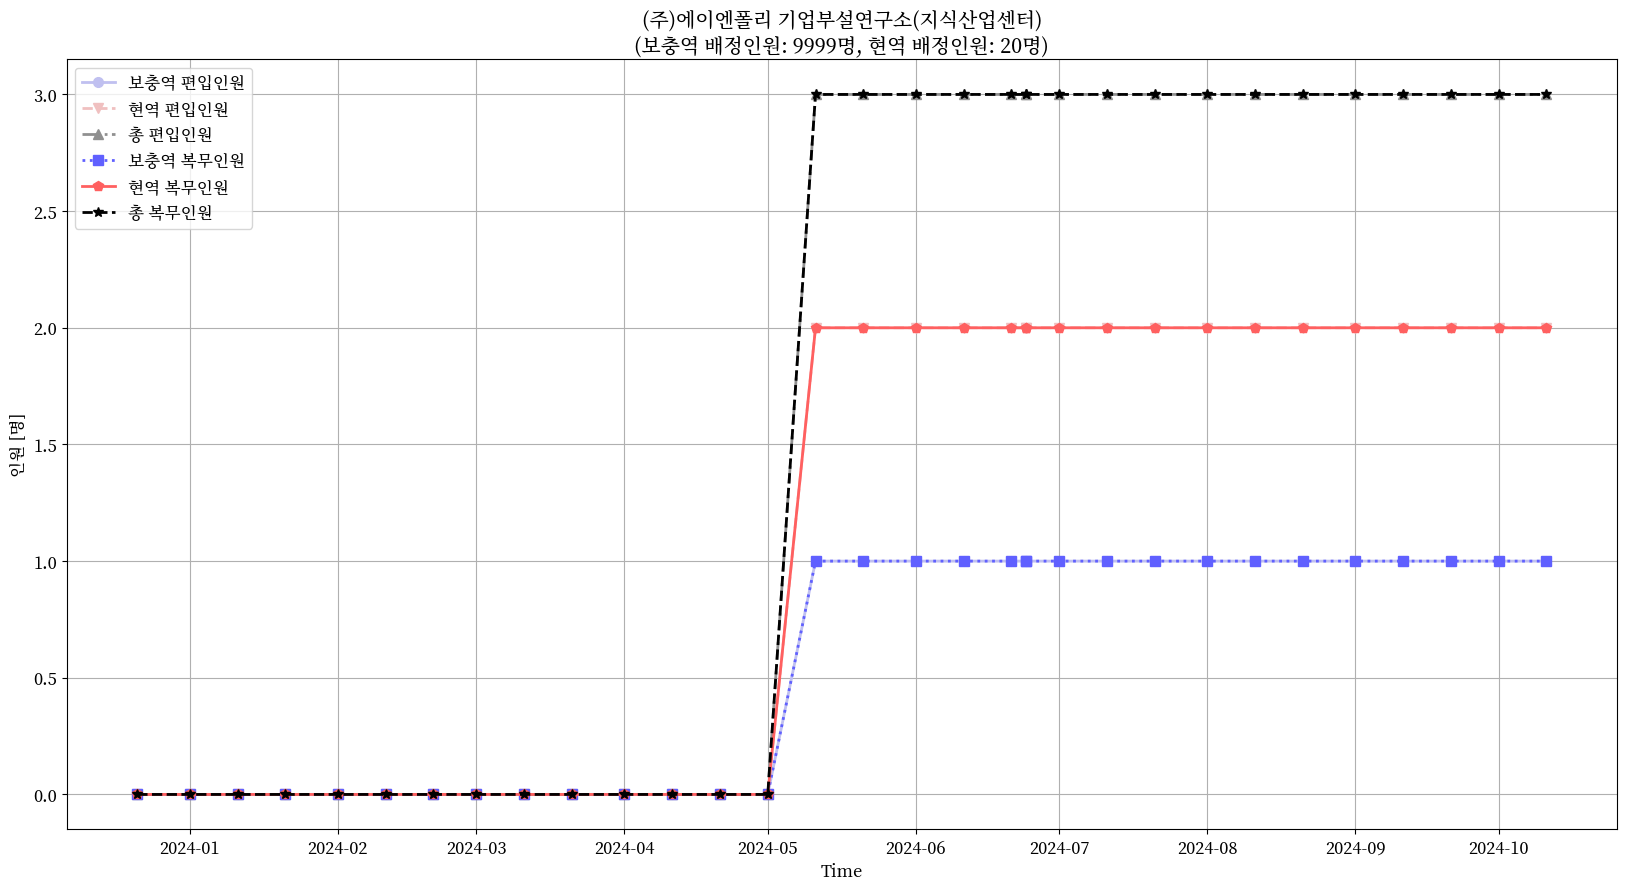 (주)에이엔폴리 기업부설연구소(지식산업센터)
(보충역 배정인원: 9999명, 현역 배정인원: 20명)
보충역 편입인원
현역 편입인원
총 편입인원
보충역 복무인원
현역 복무인원
총 복무인원
인원 [명]
3.0
2.5
2.0
1.5
1.0
0.5
0.0
2024-01
2024-02
2024-03
2024-04
2024-05
2024-06
2024-07
2024-08
2024-09
2024-10
Time